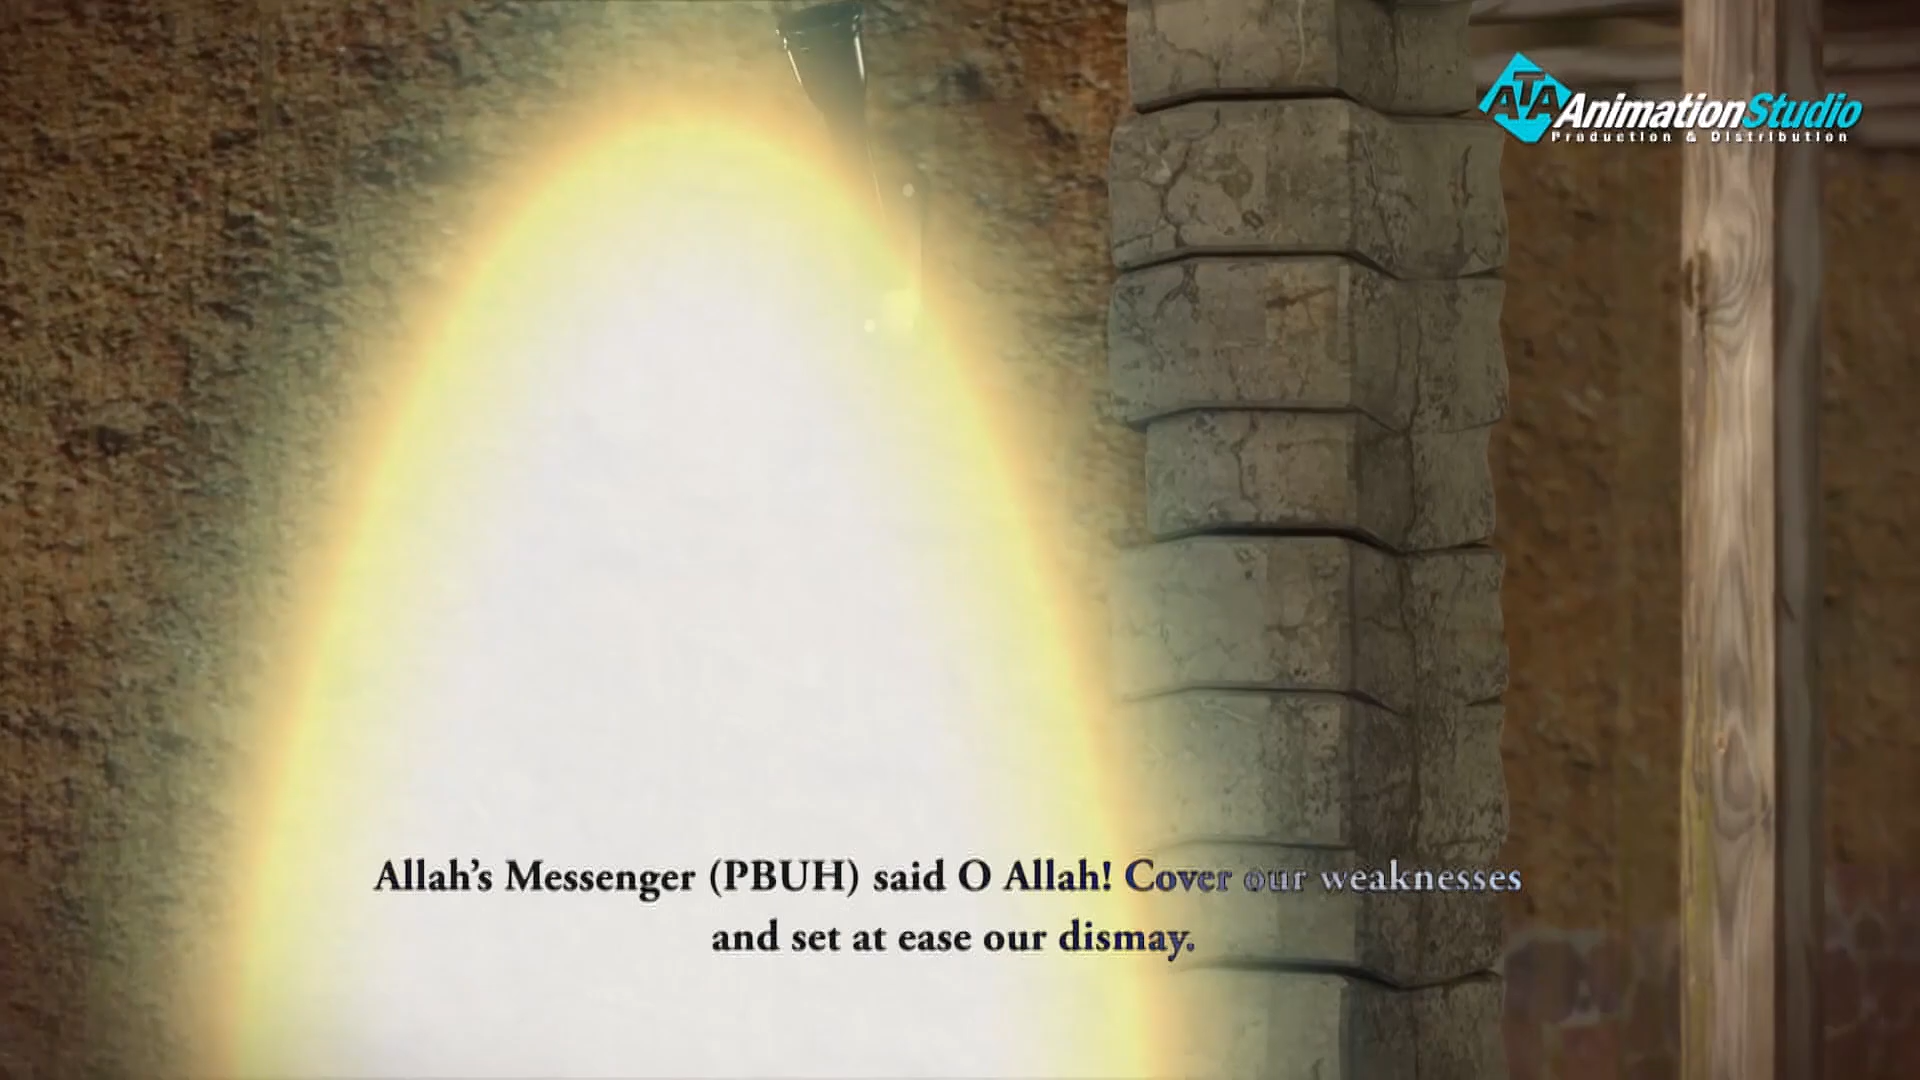 ATA AnimationStudio
Production & Distribution
Allah's Messenger (PBUH) said O Allah! Cover our weaknesses
and set at ease our dismay.